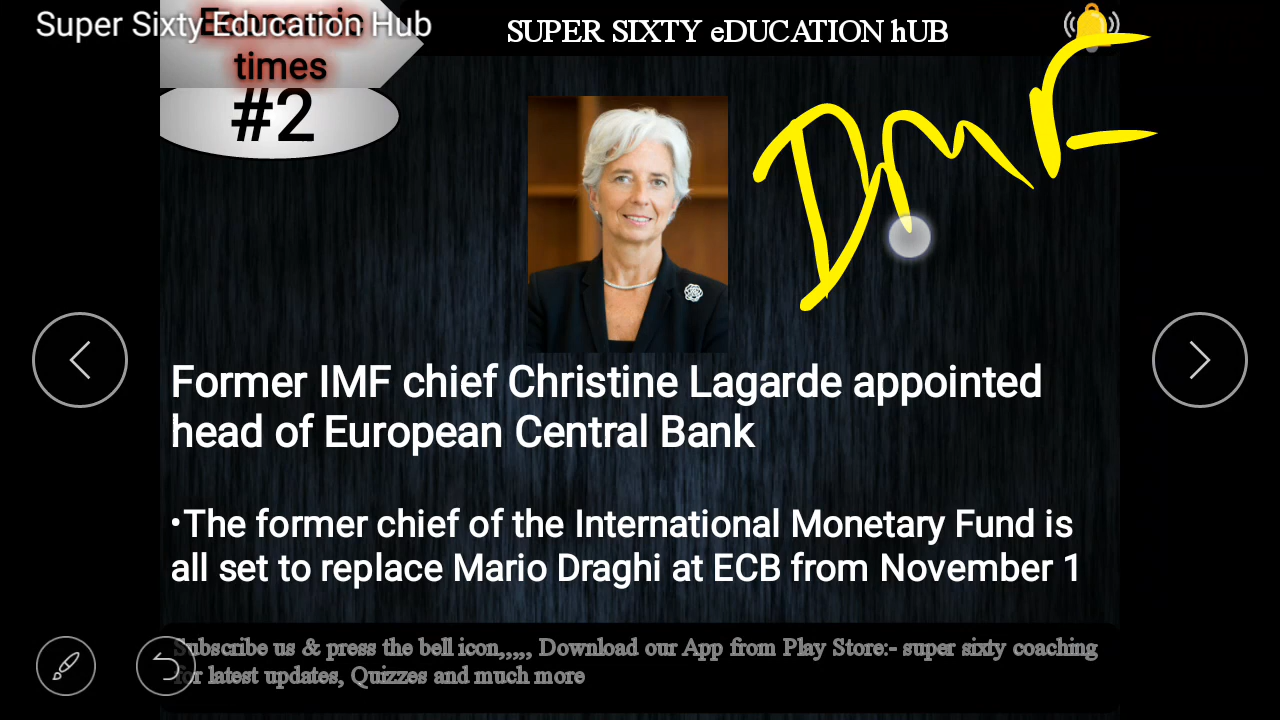 Super Sixty Education Hub
SUPER SIXTY eDUCATION hUB
Economic
times
#2
DMF
Former IMF chief Christine Lagarde appointed
head of European Central Bank
•The former chief of the International Monetary Fund is
all set to replace Mario Draghi at ECB from November 1
Subscribe us & press the bell icon,,,,, Download our App from Play Store:- super sixty coaching
for latest updates, Quizzes and much more